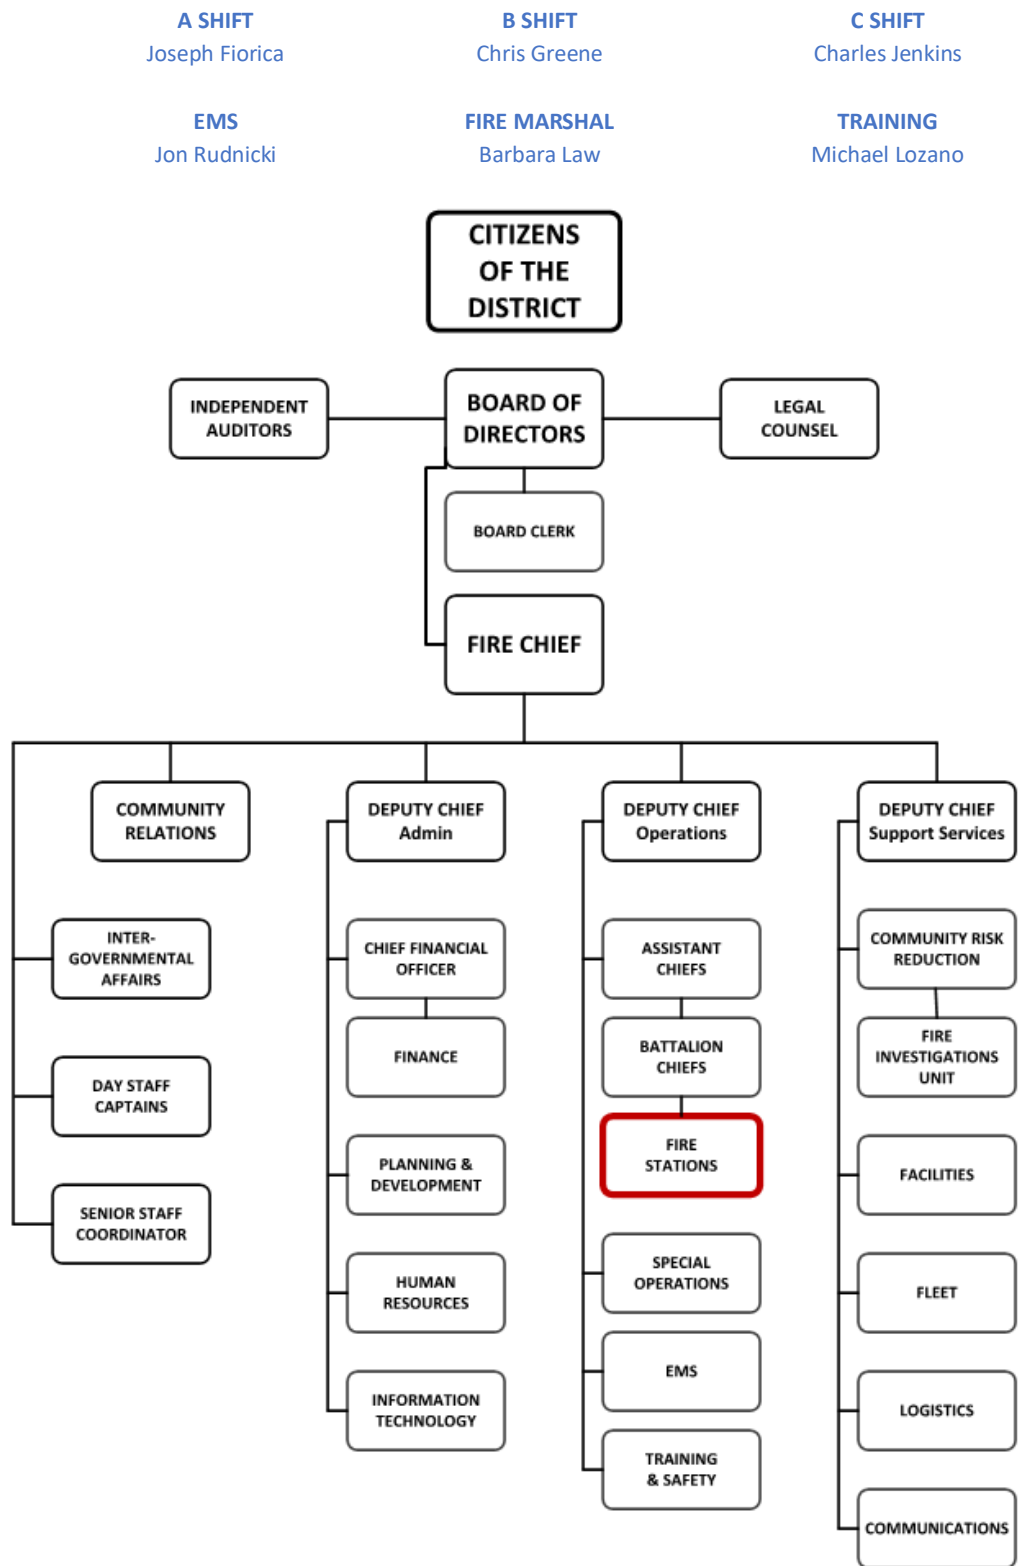 A SHIFT
Joseph Fiorica
B SHIFT
Chris Greene
C SHIFT
Charles Jenkins
EMS
Jon Rudnicki
FIRE MARSHAL
Barbara Law
TRAINING
Michael Lozano
CITIZENS
OF THE
DISTRICT
INDEPENDENT
AUDITORS
BOARD OF
DIRECTORS
LEGAL
COUNSEL
BOARD CLERK
FIRE CHIEF
COMMUNITY
RELATIONS
INTER-
GOVERNMENTAL
AFFAIRS
DAY STAFF
CAPTAINS
SENIOR STAFF
COORDINATOR
DEPUTY CHIEF
Admin
CHIEF FINANCIAL
OFFICER
FINANCE
PLANNING &
DEVELOPMENT
HUMAN
RESOURCES
INFORMATION
TECHNOLOGY
DEPUTY CHIEF
Operations
ASSISTANT
CHIEFS
BATTALION
CHIEFS
FIRE
STATIONS
SPECIAL
OPERATIONS
EMS
TRAINING
& SAFETY
DEPUTY CHIEF
Support Services
COMMUNITY RISK
REDUCTION
FIRE
INVESTIGATIONS
UNIT
FACILITIES
FLEET
LOGISTICS
COMMUNICATIONS